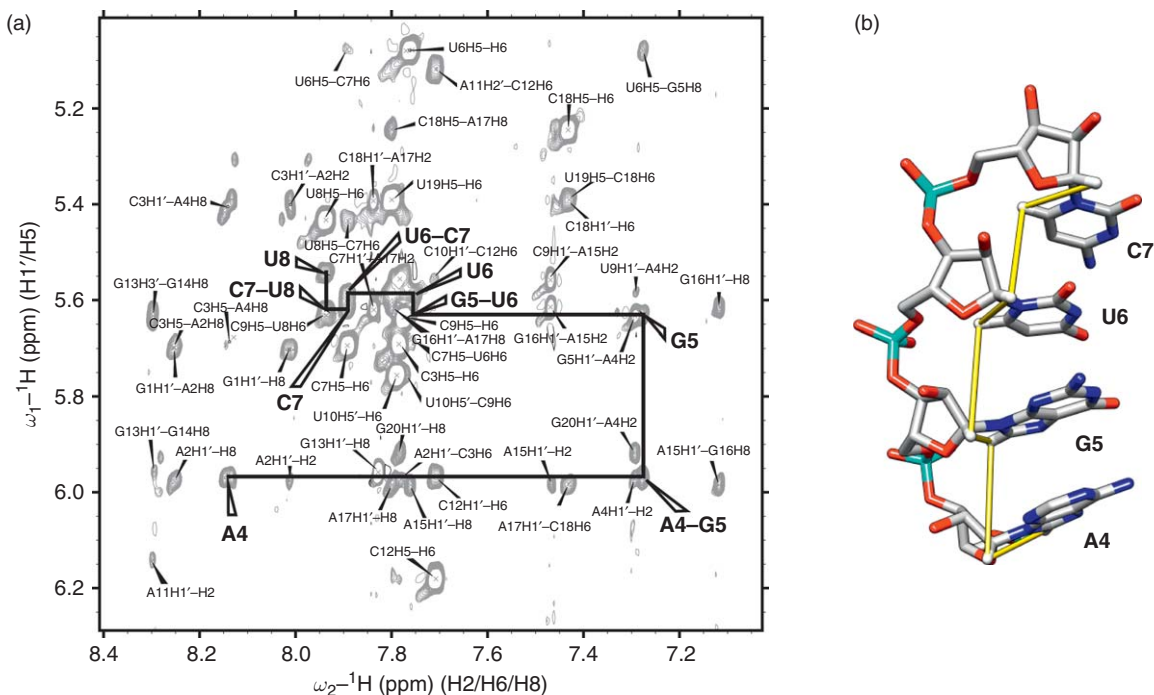 (a)
(b)
U6H5–H6
U6H5–C7H6
A11H2′–C12H6
U6H5–G5H8
C18H5–H6
C18H5–A17H8
C18H1′–A17H2
C3H1′–A2H2
U19H5–H6
U19H5–C18H6
U8H5–H6
C3H1′–A4H8
C18H1′–H6
U8H5–C7H6
U6–C7
C7H1′–A17H2
C10H1′–C12H6
C9H1′–A15H2
U8
U6
U9H1′–A4H2
G16H1′–H8
G13H3′–G14H8
C7–U8
G5–U6
C3H5–A4H8
C9H5–H6
C3H5–A2H8
C9H5–U8H6
G16H1′–A17H8
G16H1′–A15H2
G5
G1H1′–A2H8
G1H1′–H8
C7H5–H6
C7H5–U6H6
G5H1′–A4H2
C3H5–H6
C7
U10H5′–H6
U10H5′–C9H6
G13H1′–G14H8
G20H1′–H8
G20H1′–A4H2
A2H1′–H8
A2H1′–H2
G13H1′–H8
A2H1′–C3H6
A15H1′–H2
A15H1′–G16H8
C12H1′–H6
A4
A17H1′–H8
A15H1′–H8
A17H1′–C18H6
A4H1′–H2
A4–G5
C12H5–H6
A11H1′–H2
5.2
5.4
5.6
5.8
6.0
6.2
ω₁–¹H (ppm) (H1′/H5)
8.4 8.2 8.0 7.8 7.6 7.4 7.2
ω₂–¹H (ppm) (H2/H6/H8)
C7
U6
G5
A4